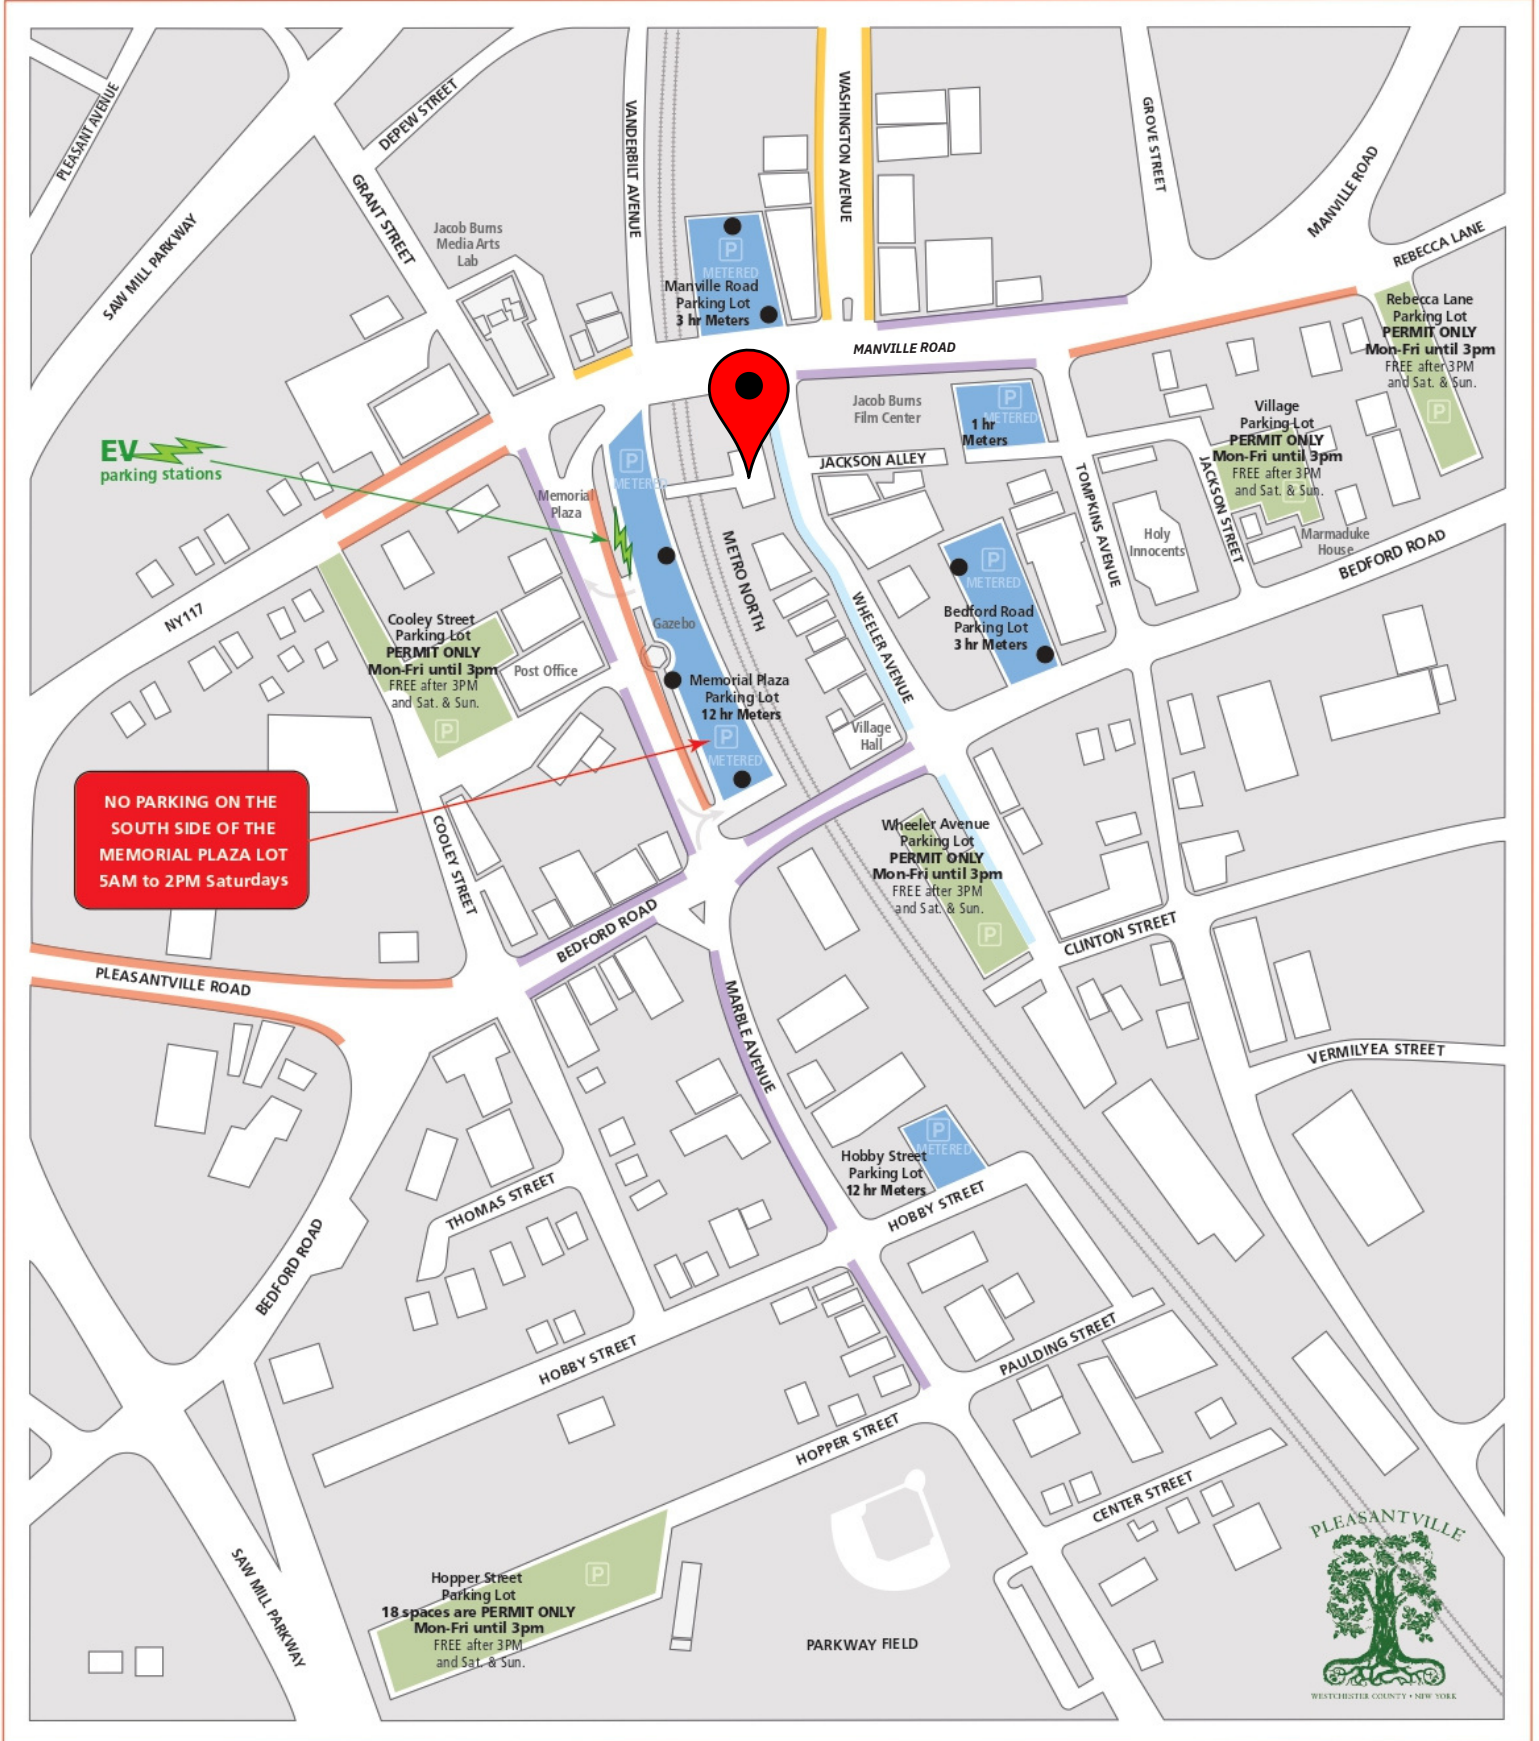 PLEASANT AVENUE
DEPEW STREET
VANDERBILT AVENUE
WASHINGTON AVENUE
GROVE STREET
MANVILLE ROAD
REBECCA LANE
SAW MILL PARKWAY
GRANT STREET
Jacob Burns
Media Arts
Lab
P
METERED
Manville Road
Parking Lot
3 hr Meters
MANVILLE ROAD
Rebecca Lane
Parking Lot
PERMIT ONLY
Mon-Fri until 3pm
FREE after 3PM
and Sat. & Sun.
P
Jacob Burns
Film Center
P
METERED
1 hr
Meters
Village
Parking Lot
PERMIT ONLY
Mon-Fri until 3pm
FREE after 3PM
and Sat. & Sun.
P
EV
parking stations
P
METERED
JACKSON ALLEY
Memorial
Plaza
METRO NORTH
TOMPKINS AVENUE
JACKSON STREET
Holy
Innocents
Marmaduke
House
BEDFORD ROAD
P
METERED
Bedford Road
Parking Lot
3 hr Meters
NY117
Cooley Street
Parking Lot
PERMIT ONLY
Mon-Fri until 3pm
FREE after 3PM
and Sat. & Sun.
P
Post Office
Gazebo
WHEELER AVENUE
Memorial Plaza
Parking Lot
12 hr Meters
P
METERED
Village
Hall
NO PARKING ON THE
SOUTH SIDE OF THE
MEMORIAL PLAZA LOT
5AM to 2PM Saturdays
COOLEY STREET
Wheeler Avenue
Parking Lot
PERMIT ONLY
Mon-Fri until 3pm
FREE after 3PM
and Sat. & Sun.
P
BEDFORD ROAD
CLINTON STREET
PLEASANTVILLE ROAD
MARBLE AVENUE
VERMILYEA STREET
P
METERED
Hobby Street
Parking Lot
12 hr Meters
HOBBY STREET
THOMAS STREET
BEDFORD ROAD
HOBBY STREET
PAULDING STREET
HOPPER STREET
CENTER STREET
SAW MILL PARKWAY
P
Hopper Street
Parking Lot
18 spaces are PERMIT ONLY
Mon-Fri until 3pm
FREE after 3PM
and Sat. & Sun.
PARKWAY FIELD
PLEASANTVILLE
WESTCHESTER COUNTY • NEW YORK